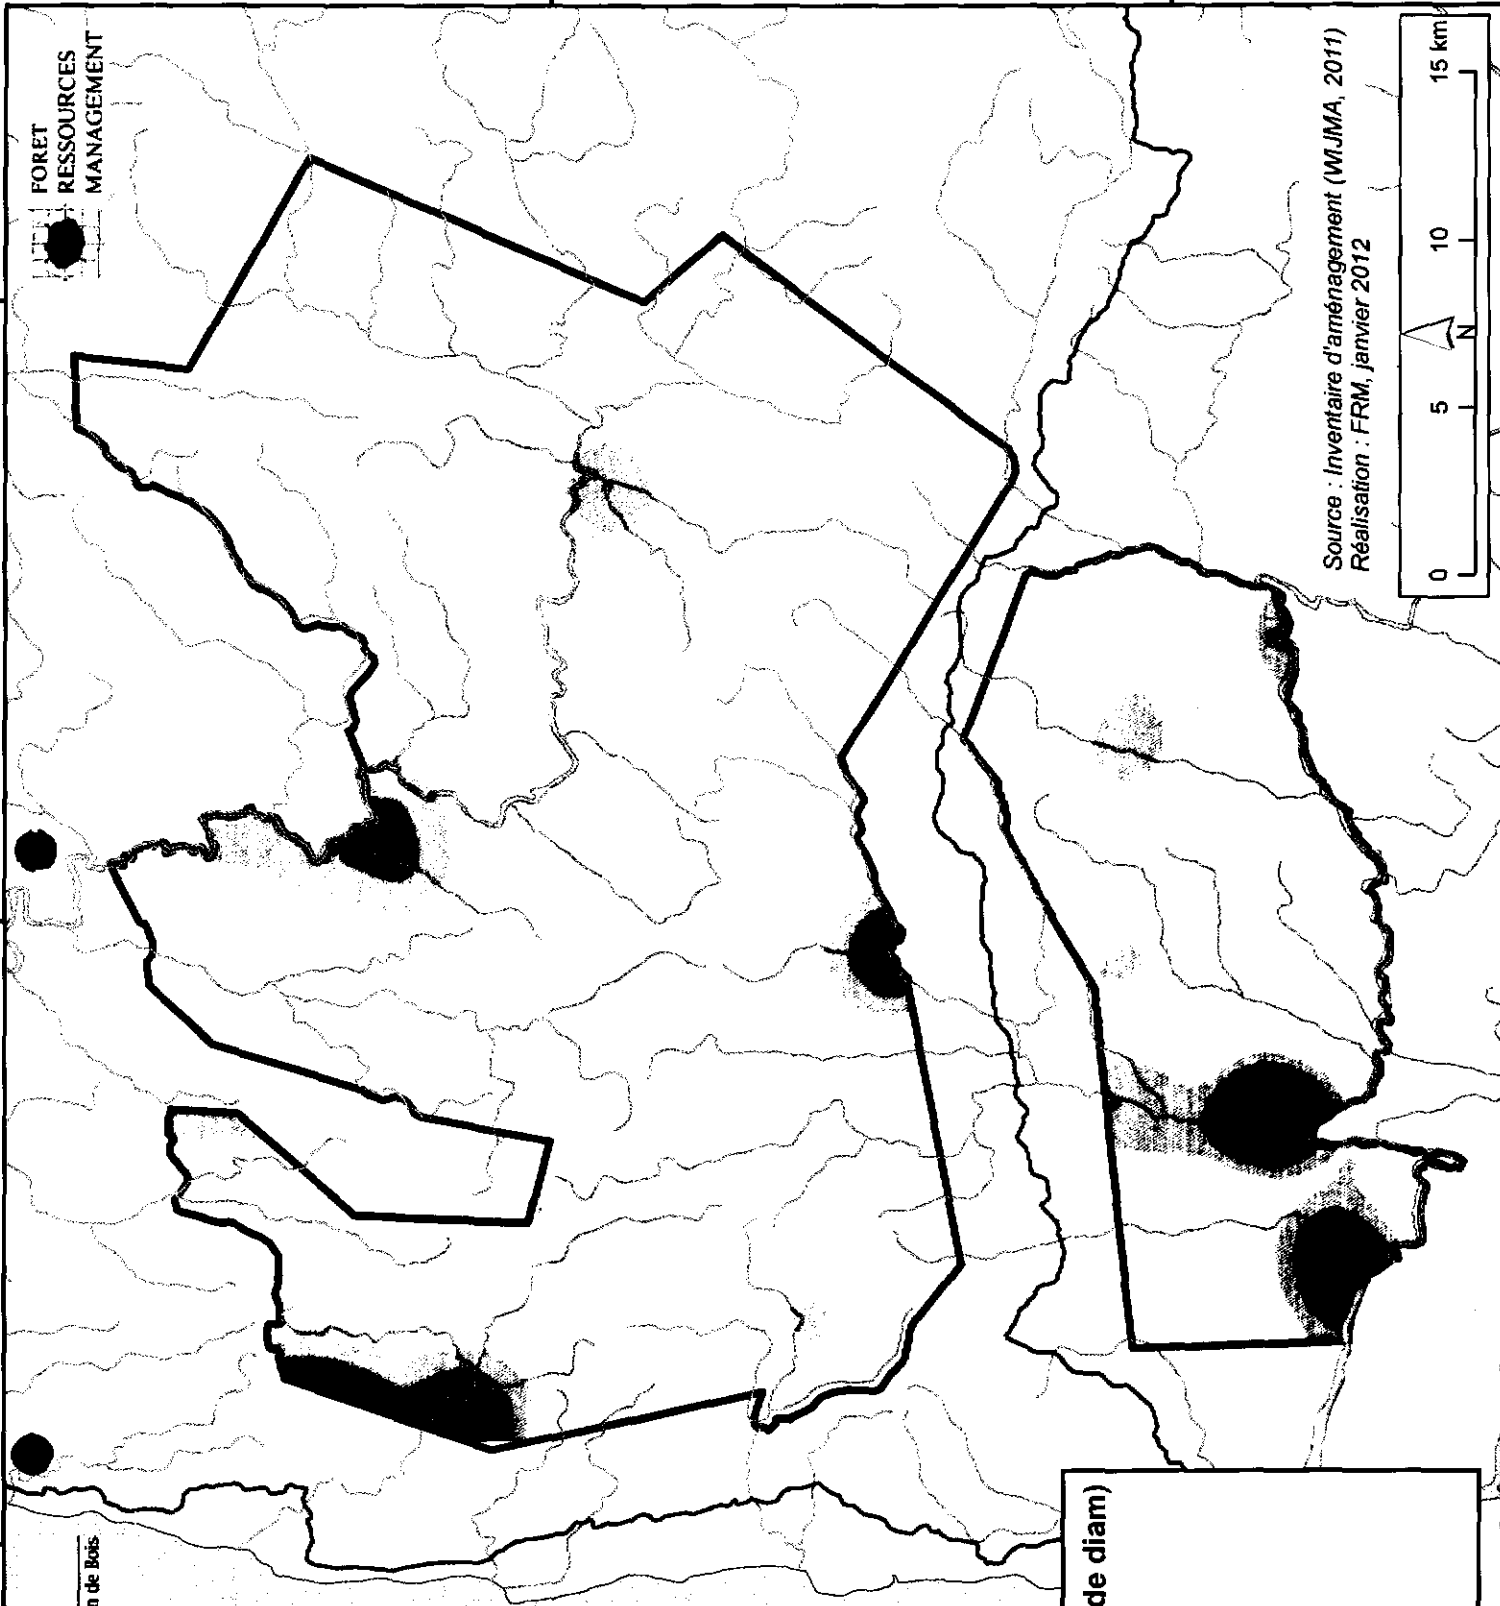 FORET
RESSOURCES
MANAGEMENT
n de Bois
de diam)
Source : Inventaire d'aménagement (WIJMA, 2011)
Réalisation : FRM, janvier 2012
0 5 10 15 km
N